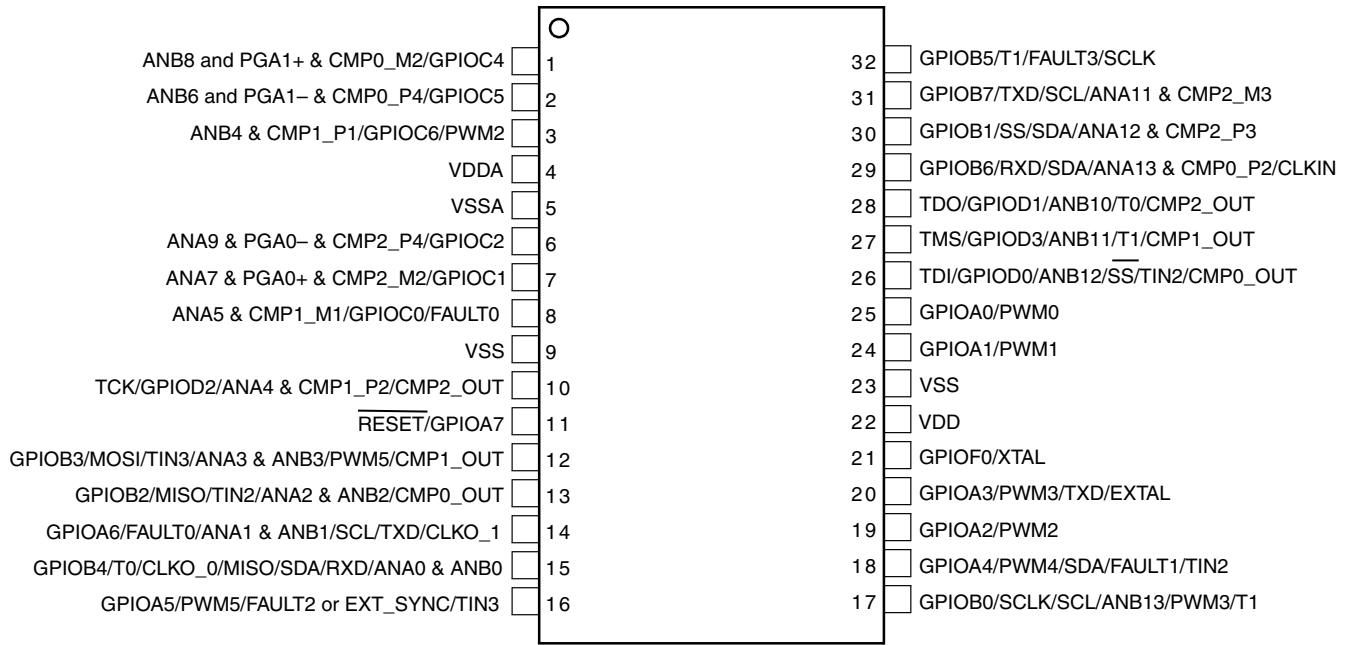 ANB8 and PGA1+ & CMP0_M2/GPIOC4 1
ANB6 and PGA1– & CMP0_P4/GPIOC5 2
ANB4 & CMP1_P1/GPIOC6/PWM2 3
VDDA 4
VSSA 5
ANA9 & PGA0– & CMP2_P4/GPIOC2 6
ANA7 & PGA0+ & CMP2_M2/GPIOC1 7
ANA5 & CMP1_M1/GPIOC0/FAULT0 8
VSS 9
TCK/GPIOD2/ANA4 & CMP1_P2/CMP2_OUT 10
RESET/GPIOA7 11
GPIOB3/MOSI/TIN3/ANA3 & ANB3/PWM5/CMP1_OUT 12
GPIOB2/MISO/TIN2/ANA2 & ANB2/CMP0_OUT 13
GPIOA6/FAULT0/ANA1 & ANB1/SCL/TXD/CLKO_1 14
GPIOB4/T0/CLKO_0/MISO/SDA/RXD/ANA0 & ANB0 15
GPIOA5/PWM5/FAULT2 or EXT_SYNC/TIN3 16
32 GPIOB5/T1/FAULT3/SCLK
31 GPIOB7/TXD/SCL/ANA11 & CMP2_M3
30 GPIOB1/SS/SDA/ANA12 & CMP2_P3
29 GPIOB6/RXD/SDA/ANA13 & CMP0_P2/CLKIN
28 TDO/GPIOD1/ANB10/T0/CMP2_OUT
27 TMS/GPIOD3/ANB11/T1/CMP1_OUT
26 TDI/GPIOD0/ANB12/SS/TIN2/CMP0_OUT
25 GPIOA0/PWM0
24 GPIOA1/PWM1
23 VSS
22 VDD
21 GPIOF0/XTAL
20 GPIOA3/PWM3/TXD/EXTAL
19 GPIOA2/PWM2
18 GPIOA4/PWM4/SDA/FAULT1/TIN2
17 GPIOB0/SCLK/SCL/ANB13/PWM3/T1